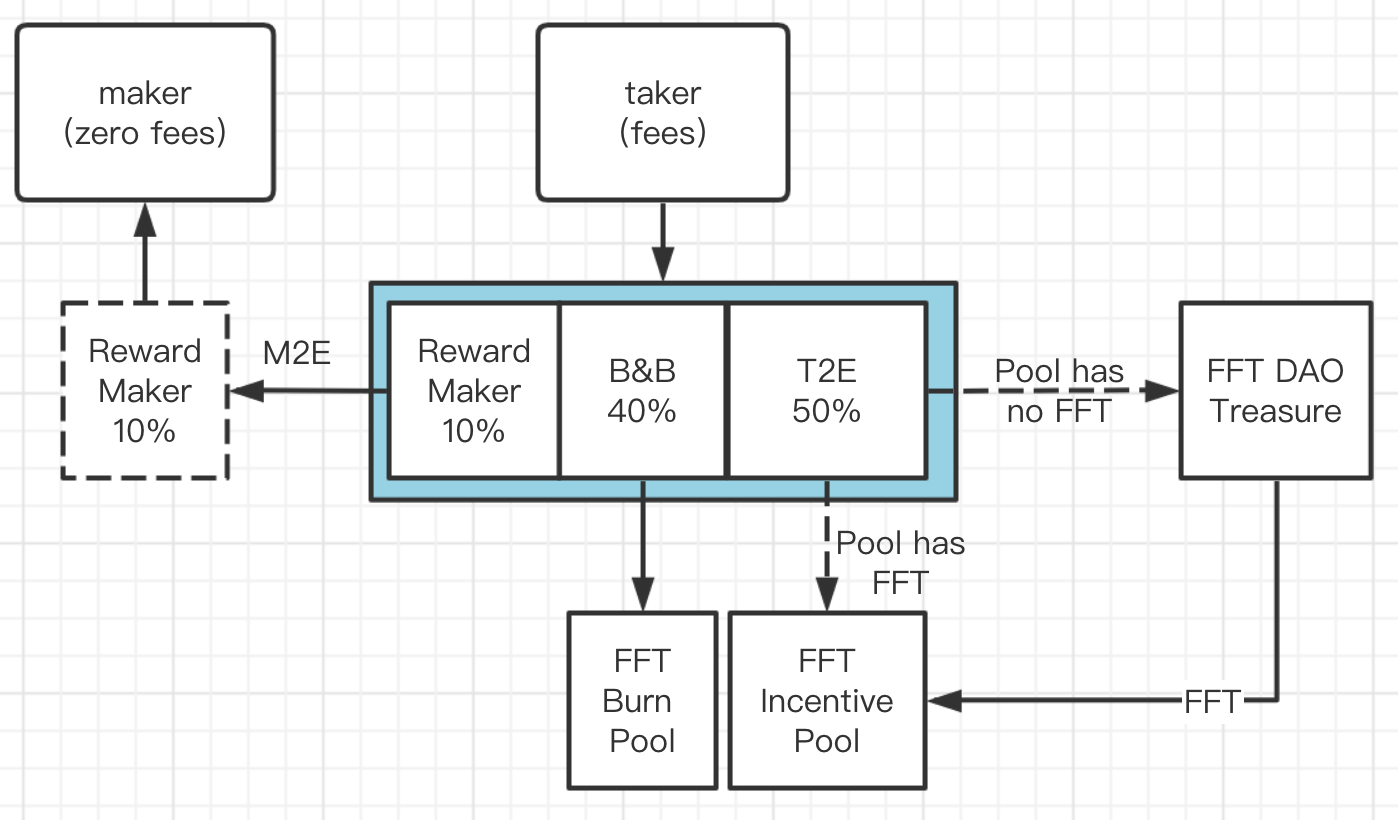 maker
(zero fees)
taker
(fees)
Reward
Maker
10%
M2E
Reward
Maker
10%
B&B
40%
T2E
50%
Pool has
no FFT
FFT DAO
Treasure
Pool has
FFT
FFT
Burn
Pool
FFT
Incentive
Pool
FFT